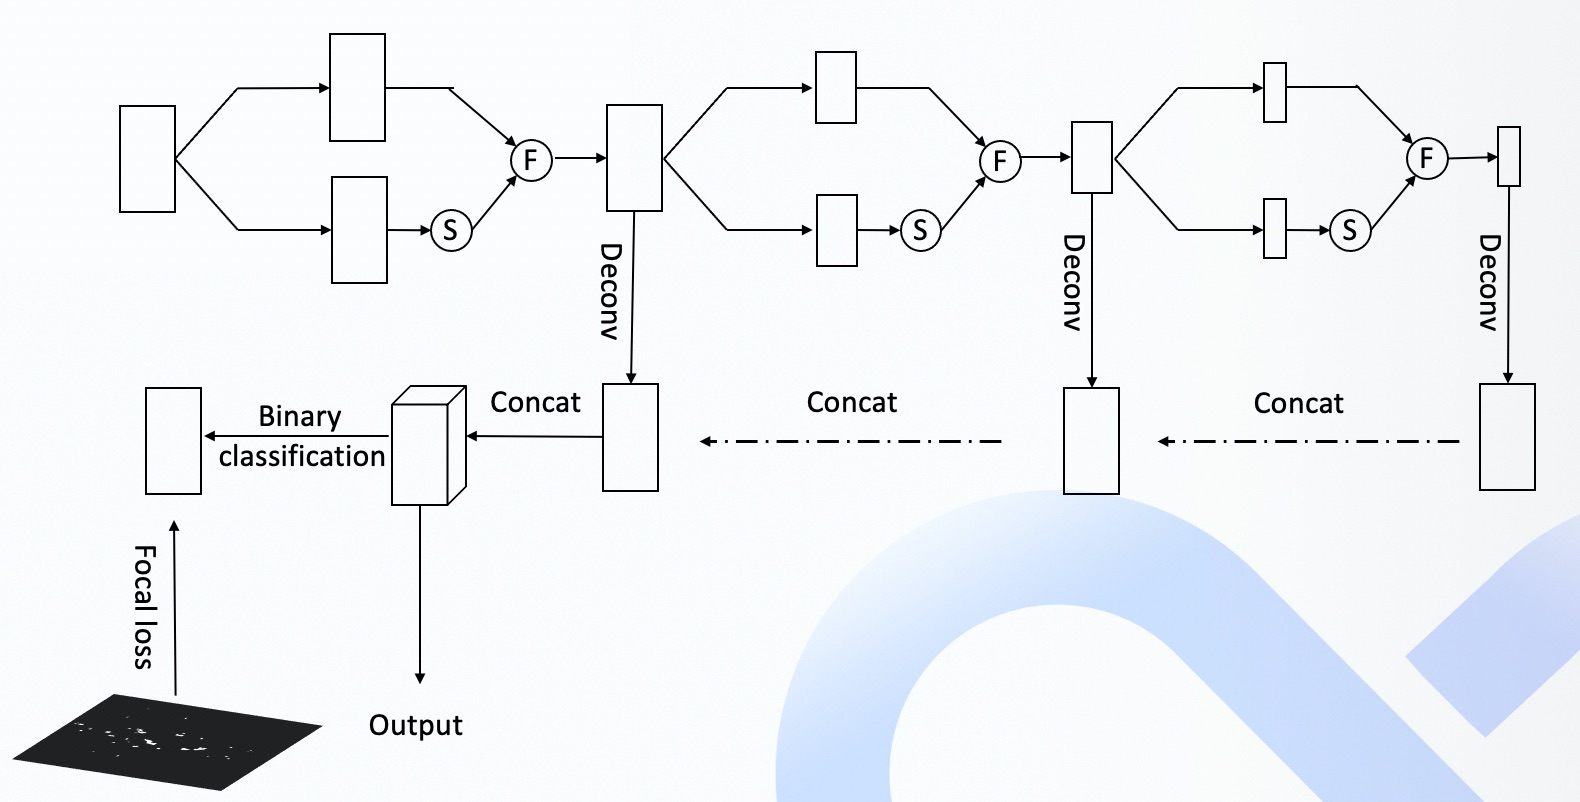 F
F
F
S
S
S
Deconv
Deconv
Deconv
Binary
classification
Concat
Concat
Concat
Focal loss
Output